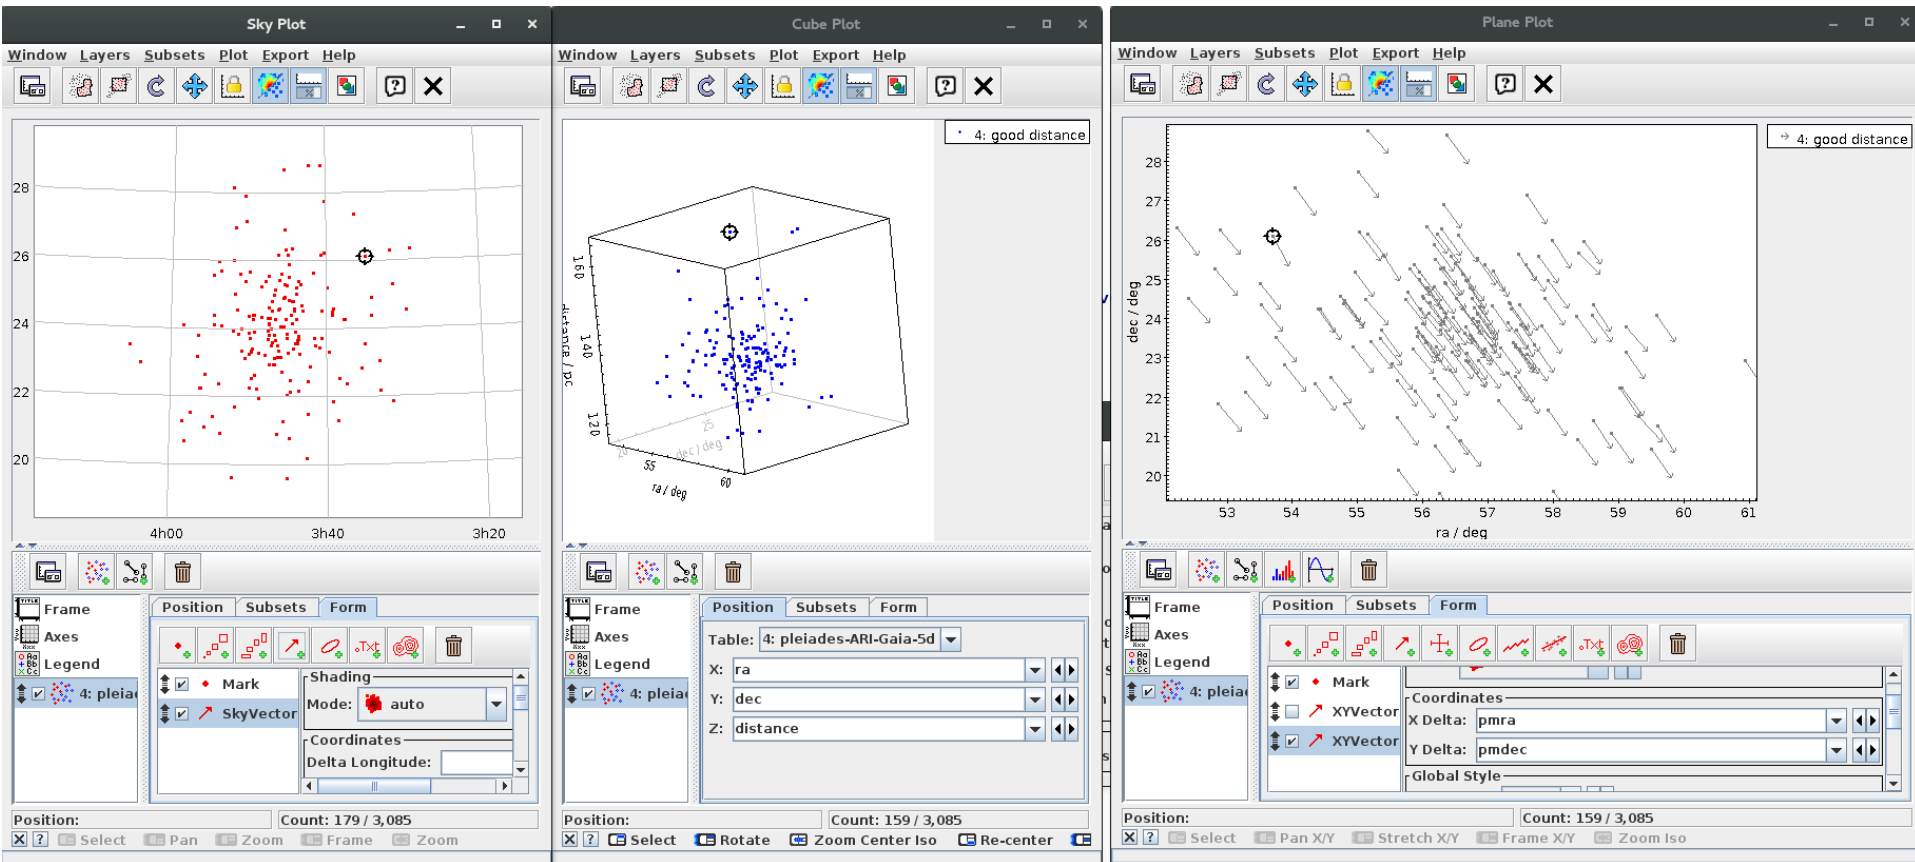 Sky Plot
Window Layers Subsets Plot Export Help
28
26
24
22
20
4h00 3h40 3h20
Frame
Axes
Legend
4: pleia
Position Subsets Form
Mark
SkyVector
Shading
Mode: auto
Coordinates
Delta Longitude:
Position:
Count: 179 / 3,085
Select Pan Zoom Frame Zoom
Cube Plot
Window Layers Subsets Plot Export Help
4: good distance
160
140
120
distance / pc
20 25
dec / deg
55 60
ra / deg
Frame
Axes
Legend
4: pleia
Position Subsets Form
Table: 4: pleiades-ARI-Gaia-5d
X: ra
Y: dec
Z: distance
Position:
Count: 159 / 3,085
Select Rotate Zoom Center Iso Re-center
Plane Plot
Window Layers Subsets Plot Export Help
4: good distance
28
27
26
25
24
23
22
21
20
dec / deg
53 54 55 56 57 58 59 60 61
ra / deg
Frame
Axes
Legend
4: pleia
Position Subsets Form
Mark
XYVector
XYVector
Coordinates
X Delta: pmra
Y Delta: pmdec
Global Style
Position:
Count: 159 / 3,085
Select Pan X/Y Stretch X/Y Frame X/Y Zoom Iso